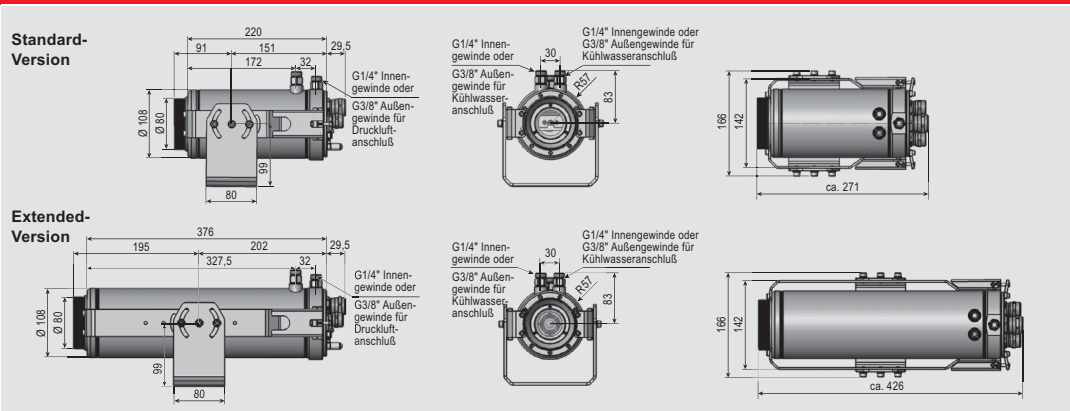 Standard-
Version
220
91
151
29,5
172
32
G1/4" Innen-
gewinde oder
G3/8" Außen-
gewinde für
Druckluft-
anschluß
Ø 108
Ø 80
99
80
G1/4" Innen-
gewinde oder
G3/8" Außen-
gewinde für
Kühlwasser-
anschluß
30
G1/4" Innengewinde oder
G3/8" Außengewinde für
Kühlwasseranschluß
R57
83
166
142
ca. 271
Extended-
Version
376
195
202
29,5
327,5
32
G1/4" Innen-
gewinde oder
G3/8" Außen-
gewinde für
Druckluft-
anschluß
Ø 108
Ø 80
99
80
G1/4" Innen-
gewinde oder
G3/8" Außen-
gewinde für
Kühlwasser-
anschluß
30
G1/4" Innengewinde oder
G3/8" Außengewinde für
Kühlwasseranschluß
R57
83
166
142
ca. 426